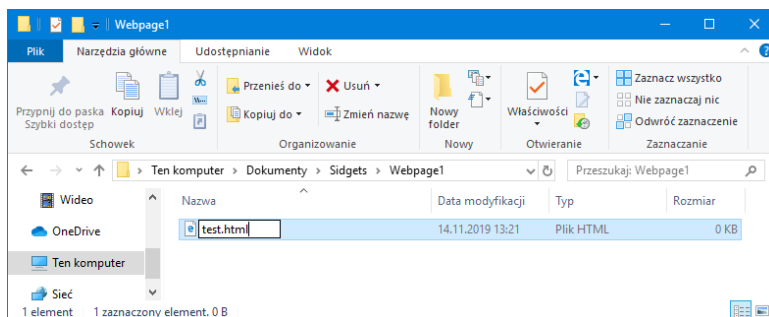 Webpage1
Plik Narzędzia główne Udostępnianie Widok
Przypnij do paska Szybki dostęp
Kopiuj
Wklej
Przenieś do
Kopiuj do
Usuń
Zmień nazwę
Nowy folder
Właściwości
Zaznacz wszystko
Nie zaznaczaj nic
Odwróć zaznaczenie
Schowek Organizowanie Nowy Otwieranie Zaznaczanie
Ten komputer > Dokumenty > Sidgets > Webpage1
Przeszukaj: Webpage1
Wideo
OneDrive
Ten komputer
Sieć
Nazwa Data modyfikacji Typ Rozmiar
test.html 14.11.2019 13:21 Plik HTML 0 KB
1 element 1 zaznaczony element. 0 B